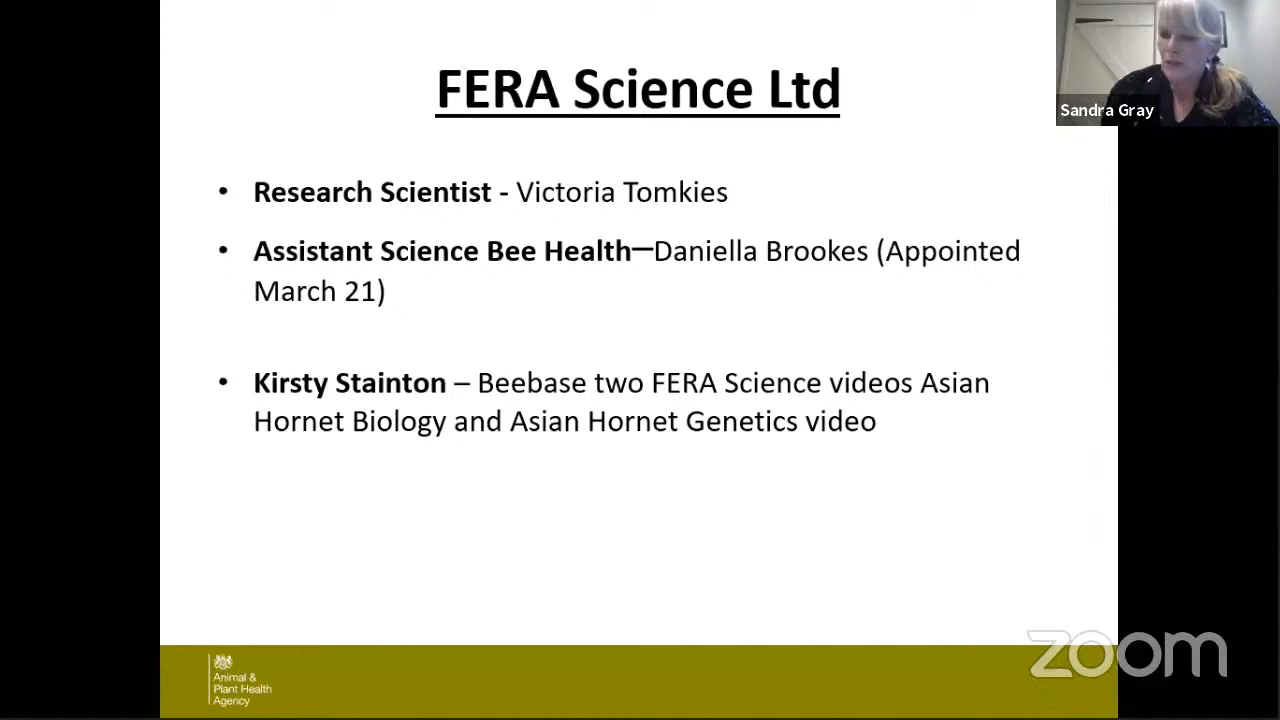 FERA Science Ltd
Sandra Gray
• Research Scientist - Victoria Tomkies
• Assistant Science Bee Health—Daniella Brookes (Appointed
March 21)
• Kirsty Stainton – Beebase two FERA Science videos Asian
Hornet Biology and Asian Hornet Genetics video
Animal &
Plant Health
Agency
zoom